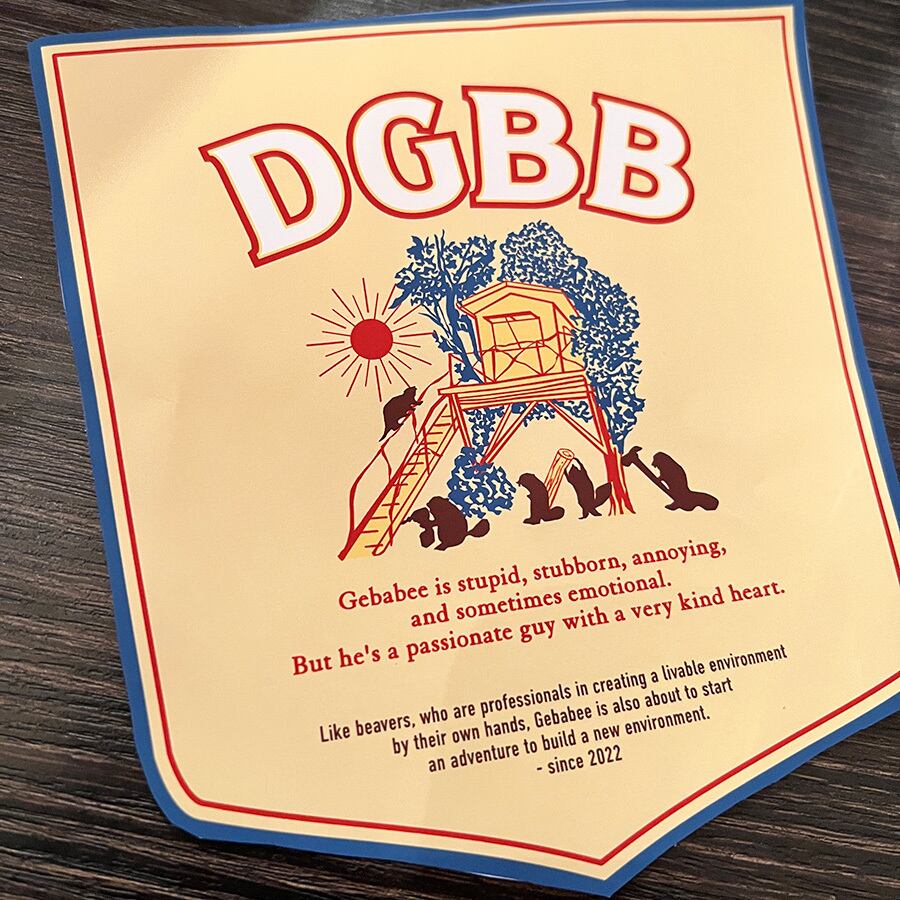 DGBB
Gebabee is stupid, stubborn, annoying,
and sometimes emotional.
But he's a passionate guy with a very kind heart.
Like beavers, who are professionals in creating a livable environment
by their own hands, Gebabee is also about to start
an adventure to build a new environment.
- since 2022